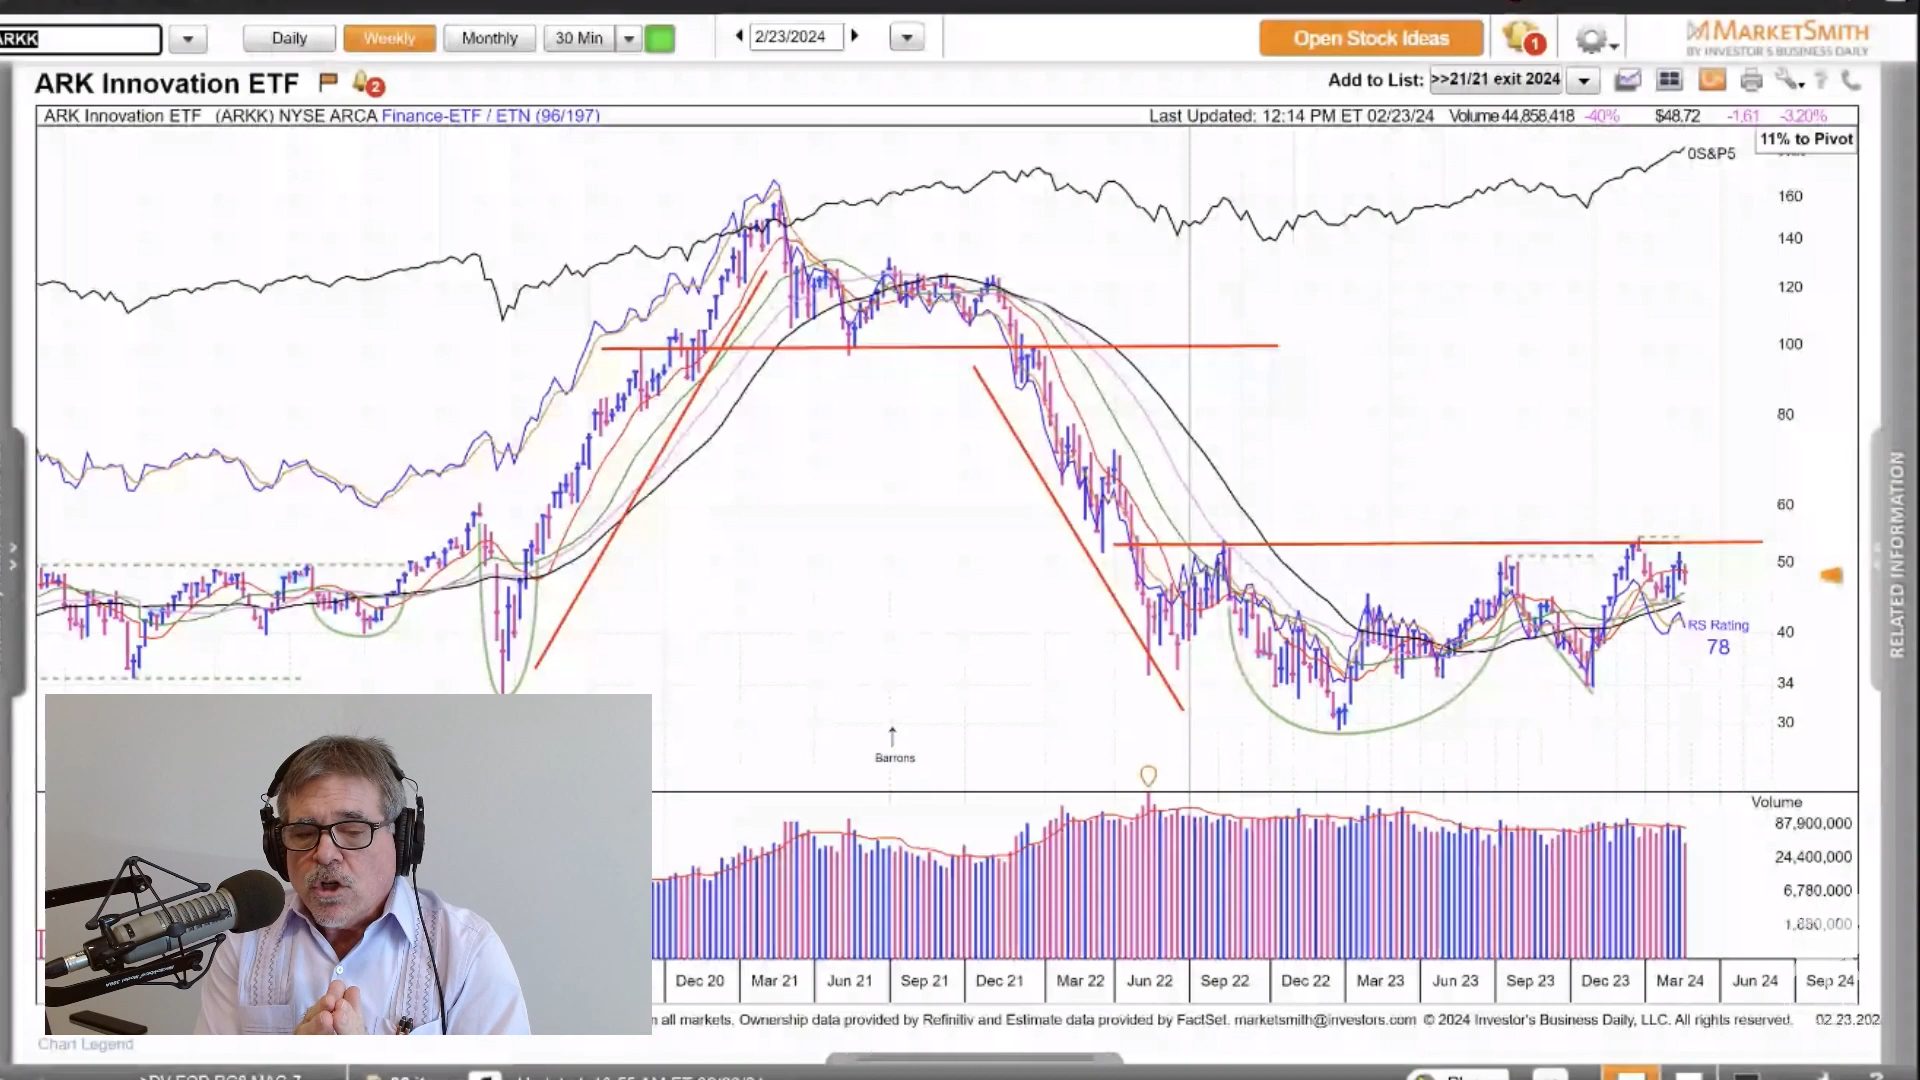 ARKK
Daily
Weekly
Monthly
30 Min
2/23/2024
Open Stock Ideas
1
MARKETSMITH
BY INVESTOR'S BUSINESS DAILY
ARK Innovation ETF
2
Add to List: >>21/21 exit 2024
ARK Innovation ETF (ARKK) NYSE ARCA Finance-ETF / ETN (96/197)
Last Updated: 12:14 PM ET 02/23/24 Volume 44,858,418 -40% $48.72 -1.61 -3.20%
11% to Pivot
0S&P5
160
140
120
100
80
60
50
40
34
30
RS Rating
78
RELATED INFORMATION
Barrons
Volume
87,900,000
24,400,000
6,780,000
Dec 20 Mar 21 Jun 21 Sep 21 Dec 21 Mar 22 Jun 22 Sep 22 Dec 22 Mar 23 Jun 23 Sep 23 Dec 23 Mar 24 Jun 24 Sep 24
n all markets. Ownership data provided by Refinitiv and Estimate data provided by FactSet. marketsmith@investors.com © 2024 Investor's Business Daily, LLC. All rights reserved. 02.23.202
Chart Legend